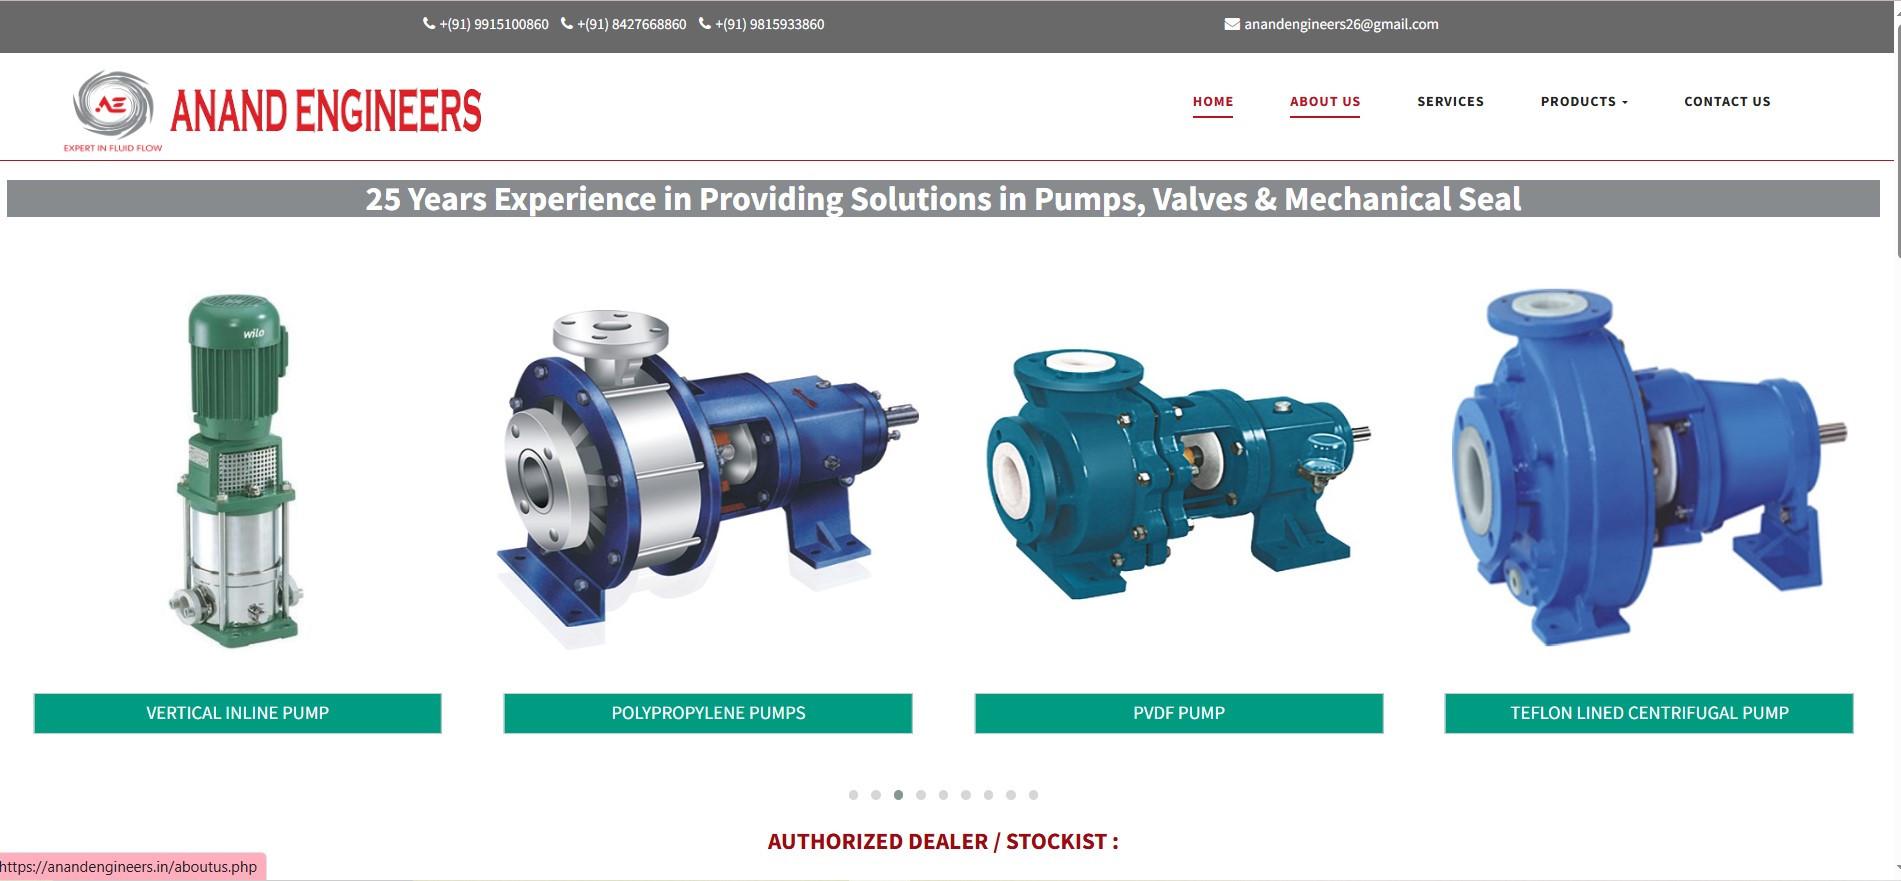 +(91) 9915100860 +(91) 8427668860 +(91) 9815933860 anandengineers26@gmail.com
AE
EXPERT IN FLUID FLOW
ANAND ENGINEERS
HOME ABOUT US SERVICES PRODUCTS CONTACT US
25 Years Experience in Providing Solutions in Pumps, Valves & Mechanical Seal
wilo
VERTICAL INLINE PUMP POLYPROPYLENE PUMPS PVDF PUMP TEFLON LINED CENTRIFUGAL PUMP
AUTHORIZED DEALER / STOCKIST :
https://anandengineers.in/aboutus.php